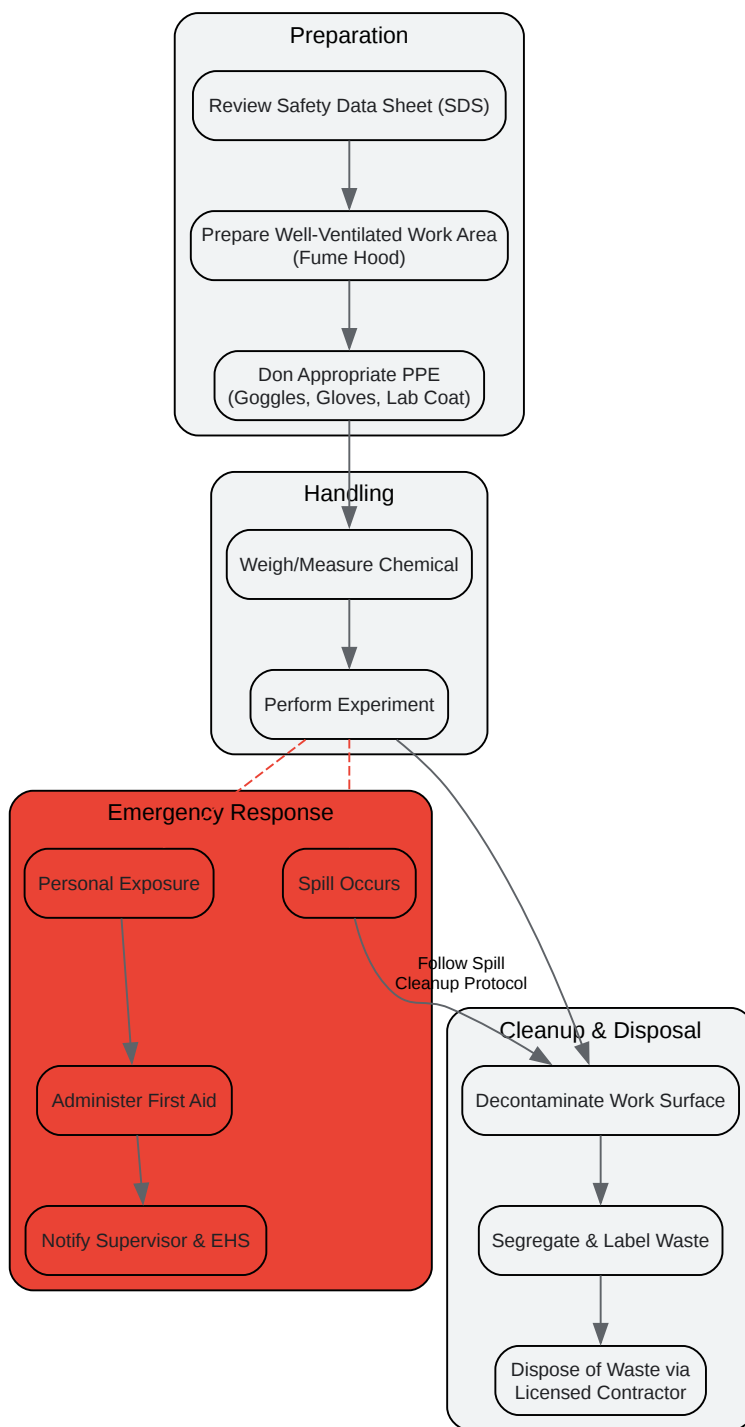 Preparation
Review Safety Data Sheet (SDS)
Prepare Well-Ventilated Work Area
(Fume Hood)
Don Appropriate PPE
(Goggles, Gloves, Lab Coat)
Handling
Weigh/Measure Chemical
Perform Experiment
Emergency Response
Personal Exposure
Spill Occurs
Follow Spill
Cleanup Protocol
Cleanup & Disposal
Administer First Aid
Decontaminate Work Surface
Notify Supervisor & EHS
Segregate & Label Waste
Dispose of Waste via
Licensed Contractor